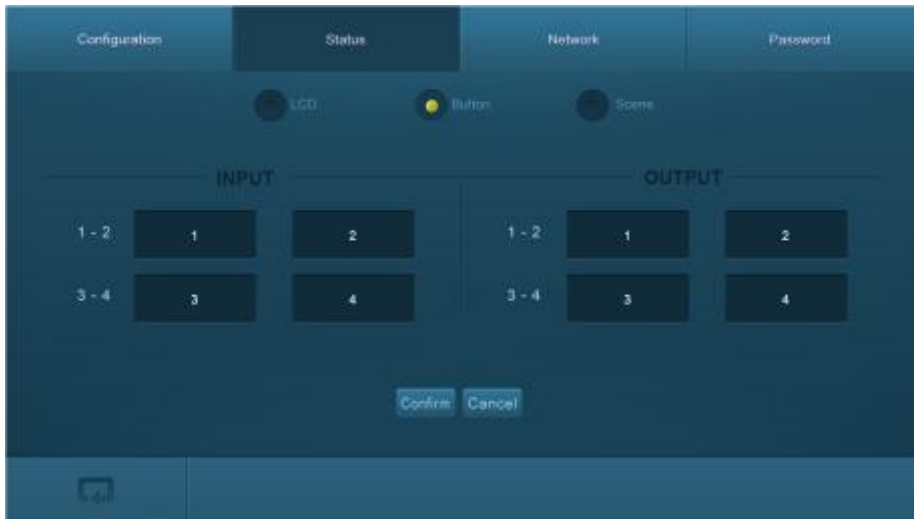 Configuration Status Network Password
LCD Button Scene
INPUT OUTPUT
1 - 2 1 2 1 - 2 1 2
3 - 4 3 4 3 - 4 3 4
Confirm Cancel